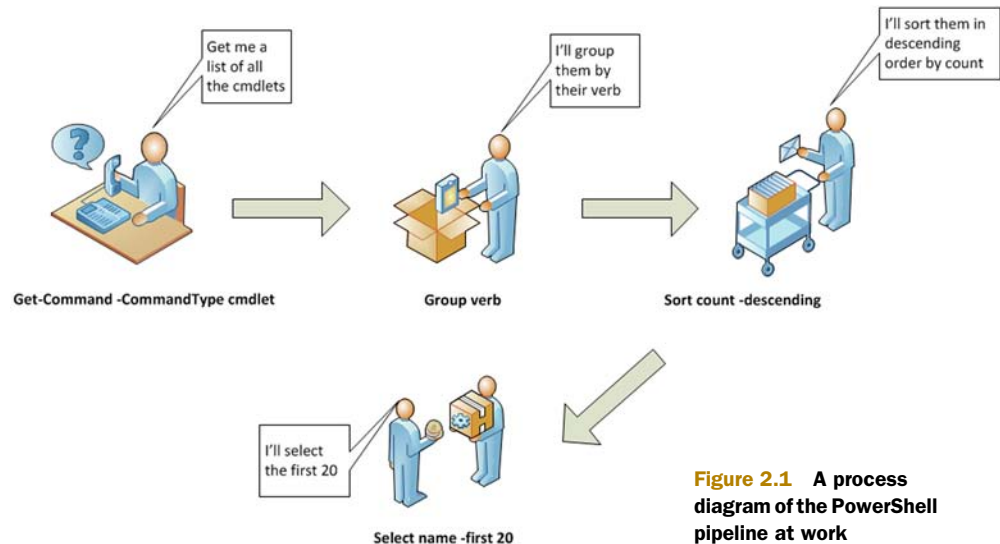 Get me a
list of all
the cmdlets
I'll group
them by
their verb
I'll sort them in
descending
order by count
?
Get-Command -CommandType cmdlet
Group verb
Sort count -descending
I'll select
the first 20
Select name -first 20
Figure 2.1 A process
diagram of the PowerShell
pipeline at work